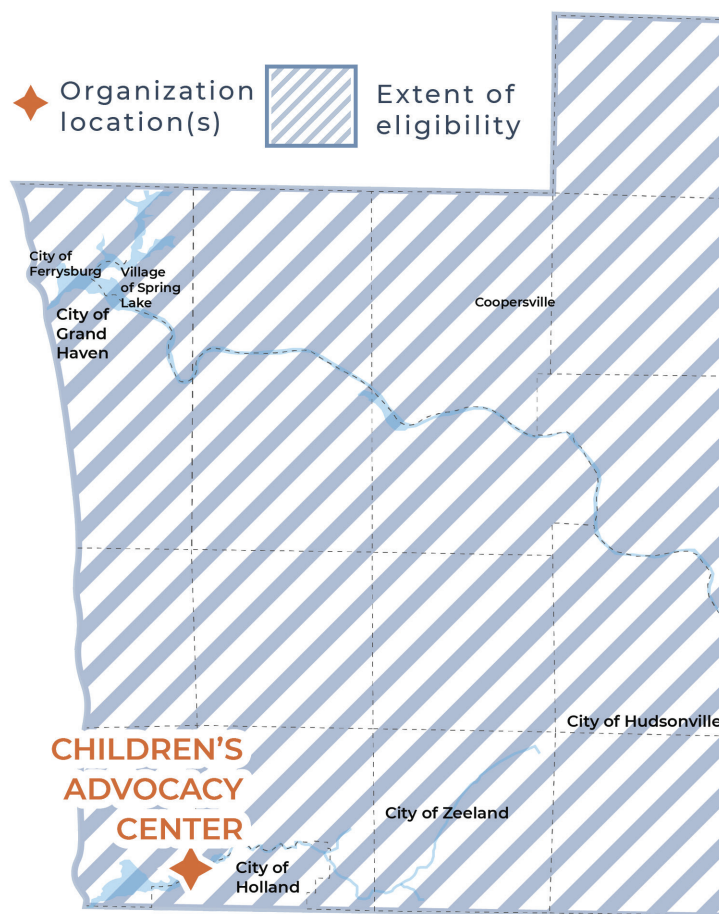 Organization
location(s)
Extent of
eligibility
City of
Ferrysburg
Village
of Spring
Lake
City of
Grand
Haven
Coopersville
City of Hudsonville
CHILDREN'S
ADVOCACY
CENTER
City of Zeeland
City of
Holland